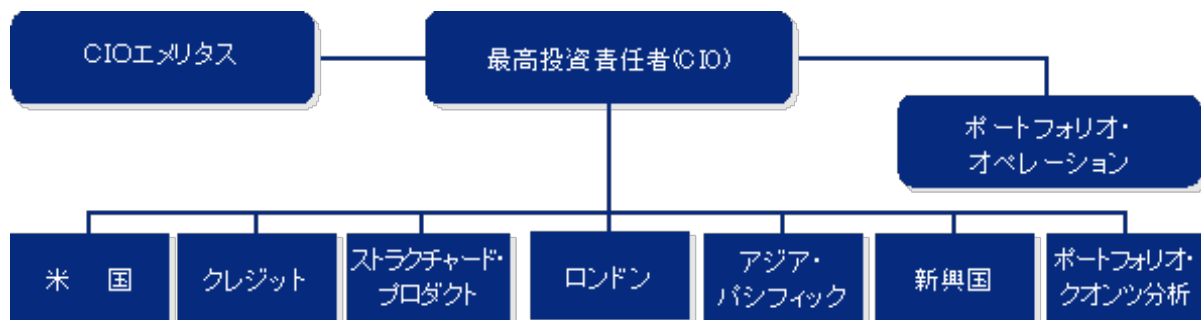 CIOエメリタス
最高投資責任者(CIO)
ポートフォリオ・
オペレーション
米　国
クレジット
ストラクチャード・
プロダクト
ロンドン
アジア・
パシフィック
新興国
ポートフォリオ・
クオンツ分析